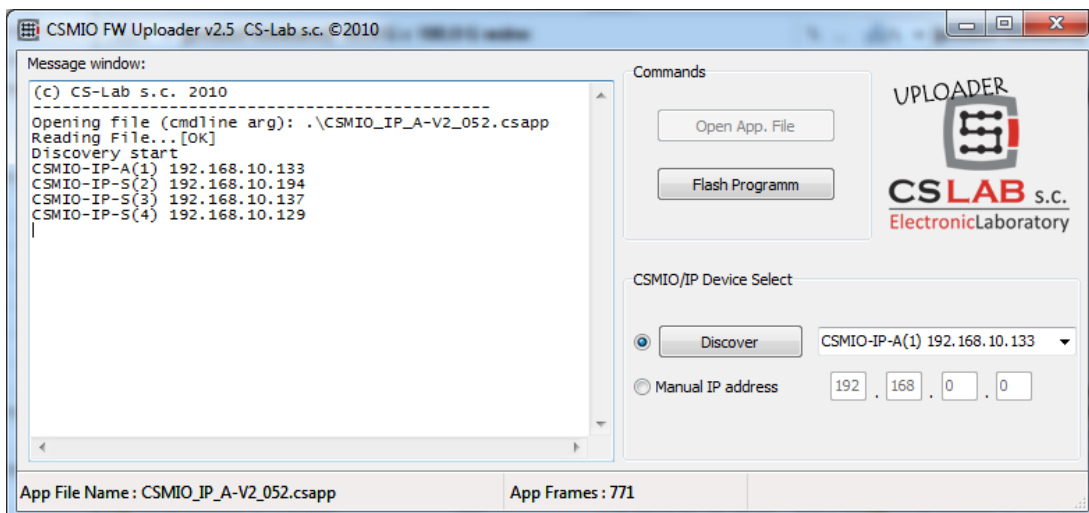 CSMIO FW Uploader v2.5 CS-Lab s.c. ©2010
Message window:
(c) CS-Lab s.c. 2010
------------------------------------------------
Opening file (cmdline arg): .\CSMIO_IP_A-V2_052.csapp
Reading File...[OK]
Discovery start
CSMIO-IP-A(1) 192.168.10.133
CSMIO-IP-S(2) 192.168.10.194
CSMIO-IP-S(3) 192.168.10.137
CSMIO-IP-S(4) 192.168.10.129
Commands
Open App. File
Flash Programm
UPLOADER
CSLAB s.c.
ElectronicLaboratory
CSMIO/IP Device Select
Discover
CSMIO-IP-A(1) 192.168.10.133
Manual IP address
192 . 168 . 0 . 0
App File Name : CSMIO_IP_A-V2_052.csapp
App Frames : 771